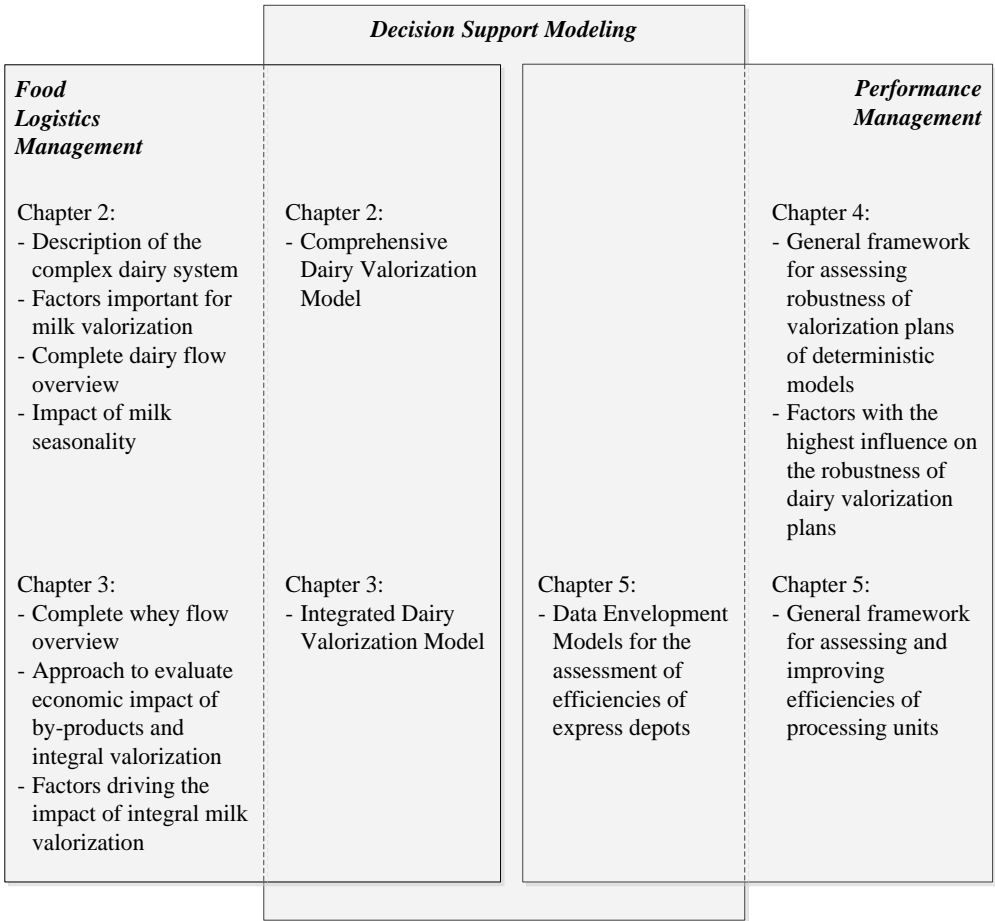 Decision Support Modeling
Food
Logistics
Management
Performance
Management
Chapter 2:
- Description of the
complex dairy system
- Factors important for
milk valorization
- Complete dairy flow
overview
- Impact of milk
seasonality
Chapter 2:
- Comprehensive
Dairy Valorization
Model
Chapter 4:
- General framework
for assessing
robustness of
valorization plans
of deterministic
models
- Factors with the
highest influence on
the robustness of
dairy valorization
plans
Chapter 3:
- Complete whey flow
overview
- Approach to evaluate
economic impact of
by-products and
integral valorization
- Factors driving the
impact of integral milk
valorization
Chapter 3:
- Integrated Dairy
Valorization Model
Chapter 5:
- Data Envelopment
Models for the
assessment of
efficiencies of
express depots
Chapter 5:
- General framework
for assessing and
improving
efficiencies of
processing units